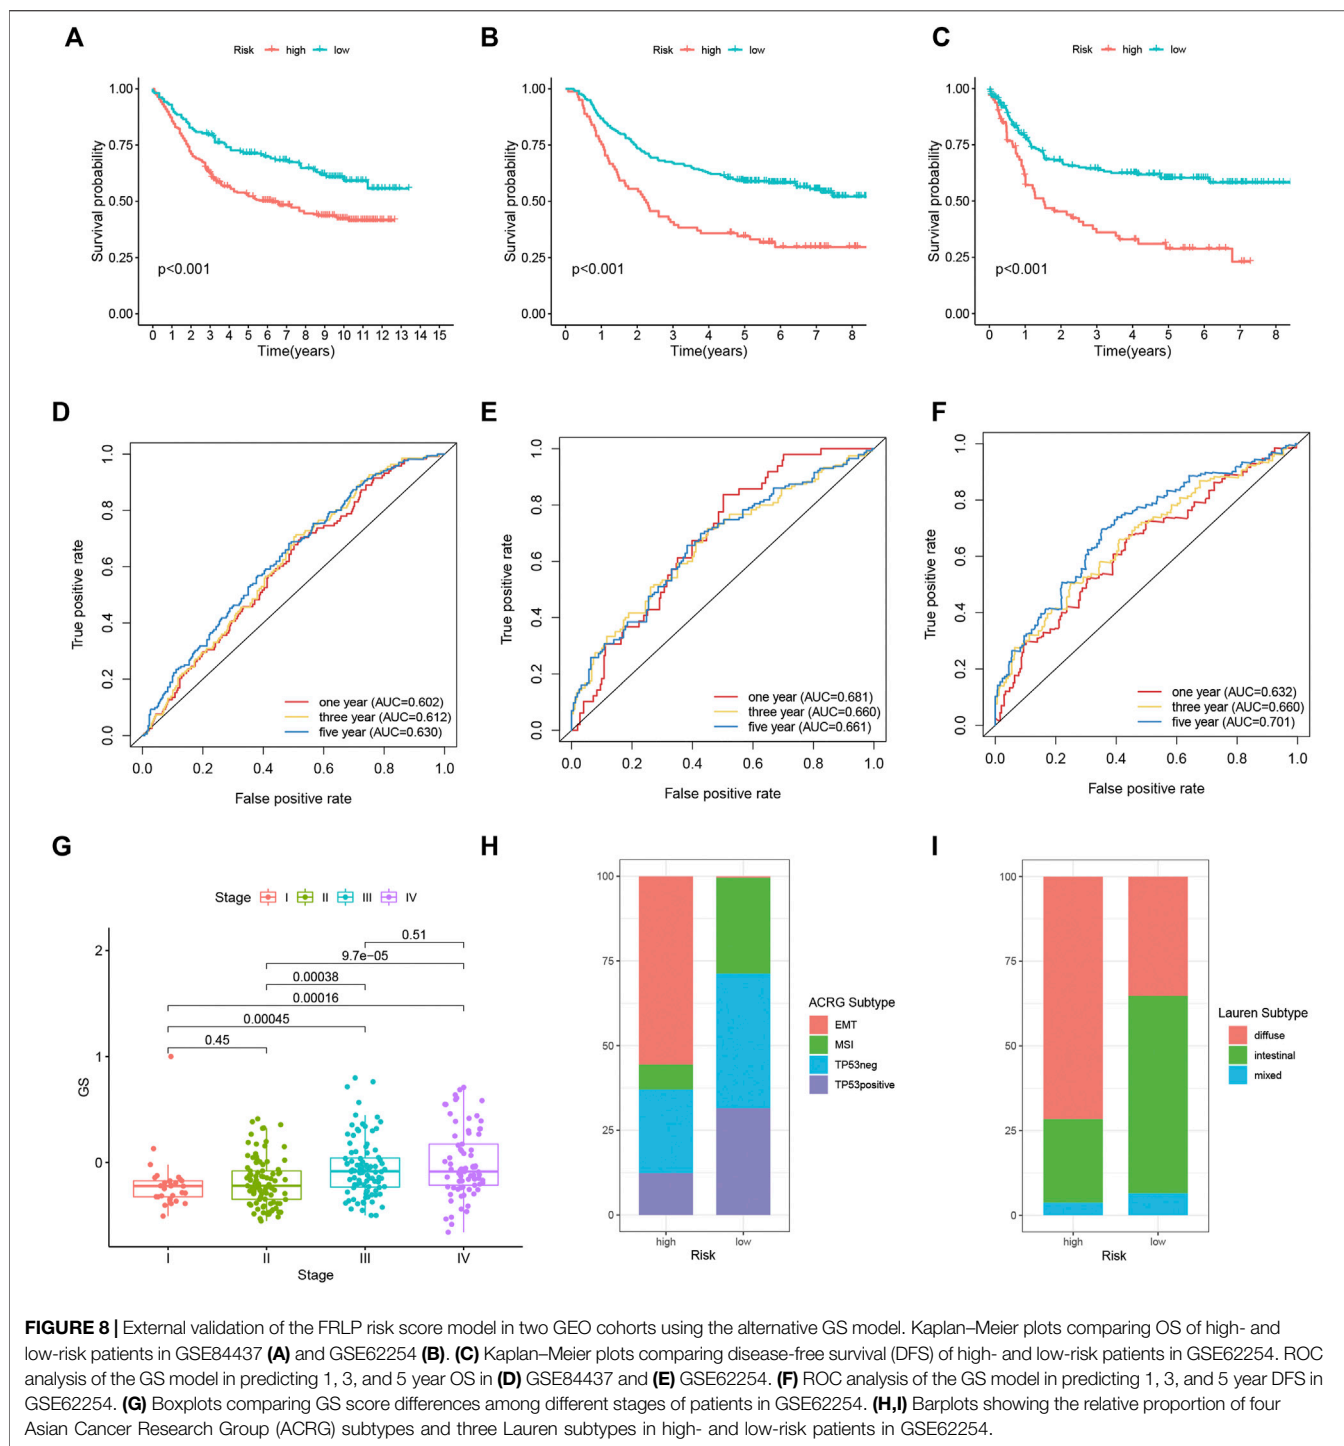 A
Risk high low
Survival probability
1.00
0.75
0.50
0.25
0.00
p<0.001
0 1 2 3 4 5 6 7 8 9 10 11 12 13 14 15
Time(years)
B
Risk high low
Survival probability
1.00
0.75
0.50
0.25
0.00
p<0.001
0 1 2 3 4 5 6 7 8
Time(years)
C
Risk high low
Survival probability
1.00
0.75
0.50
0.25
0.00
p<0.001
0 1 2 3 4 5 6 7 8
Time(years)
D
True positive rate
1.0
0.8
0.6
0.4
0.2
0.0
one year (AUC=0.602)
three year (AUC=0.612)
five year (AUC=0.630)
0.0 0.2 0.4 0.6 0.8 1.0
False positive rate
E
True positive rate
1.0
0.8
0.6
0.4
0.2
0.0
one year (AUC=0.681)
three year (AUC=0.660)
five year (AUC=0.661)
0.0 0.2 0.4 0.6 0.8 1.0
False positive rate
F
True positive rate
1.0
0.8
0.6
0.4
0.2
0.0
one year (AUC=0.632)
three year (AUC=0.660)
five year (AUC=0.701)
0.0 0.2 0.4 0.6 0.8 1.0
False positive rate
G
Stage I II III IV
GS
2
1
0
0.51
9.7e−05
0.00038
0.00016
0.00045
0.45
I II III IV
Stage
H
100
75
50
25
0
high low
Risk
ACRG Subtype
EMT
MSI
TP53neg
TP53positive
I
100
75
50
25
0
high low
Risk
Lauren Subtype
diffuse
intestinal
mixed
FIGURE 8 | External validation of the FRLP risk score model in two GEO cohorts using the alternative GS model. Kaplan–Meier plots comparing OS of high- and
low-risk patients in GSE84437 (A) and GSE62254 (B). (C) Kaplan–Meier plots comparing disease-free survival (DFS) of high- and low-risk patients in GSE62254. ROC
analysis of the GS model in predicting 1, 3, and 5 year OS in (D) GSE84437 and (E) GSE62254. (F) ROC analysis of the GS model in predicting 1, 3, and 5 year DFS in
GSE62254. (G) Boxplots comparing GS score differences among different stages of patients in GSE62254. (H,I) Barplots showing the relative proportion of four
Asian Cancer Research Group (ACRG) subtypes and three Lauren subtypes in high- and low-risk patients in GSE62254.